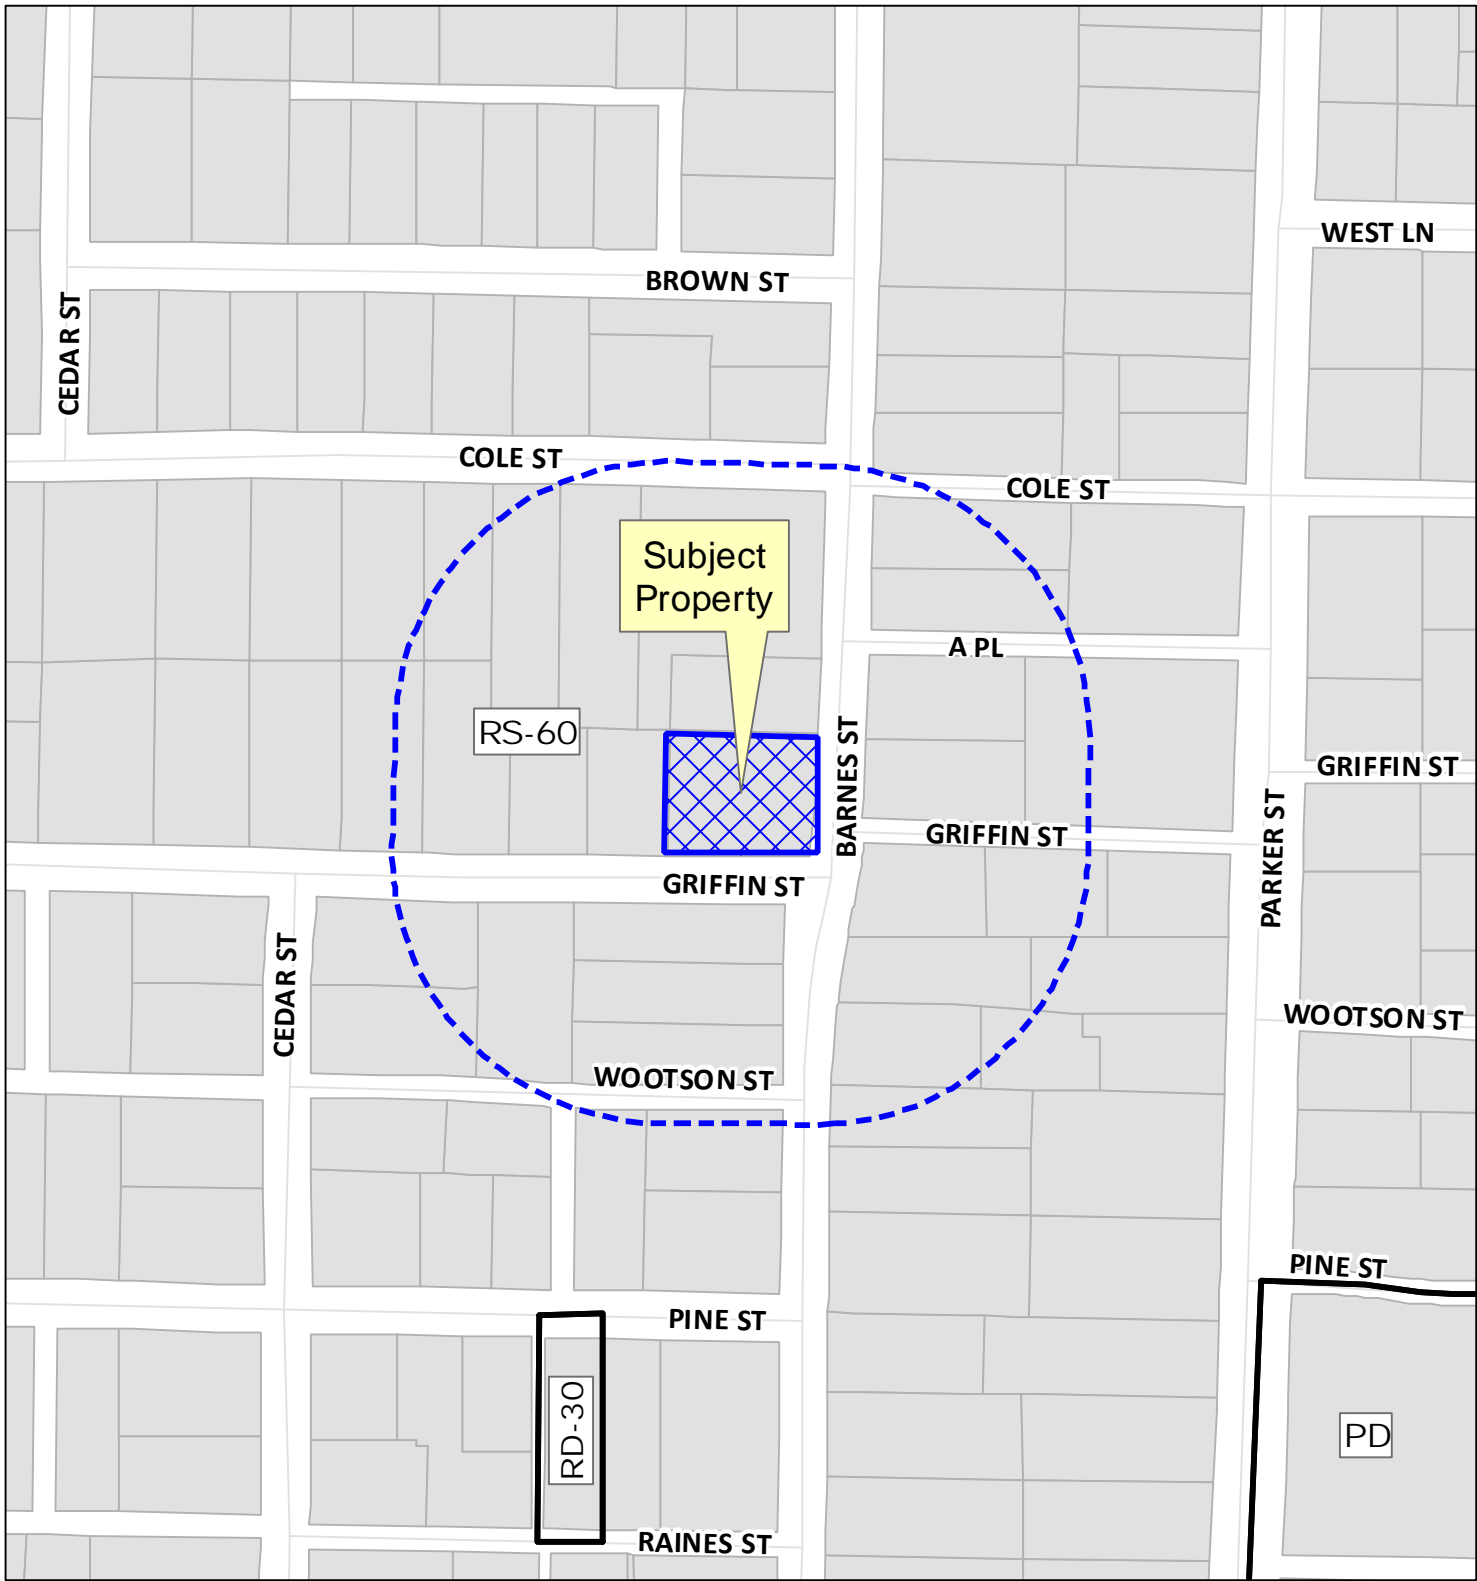 WEST LN
BROWN ST
CEDAR ST
COLE ST
COLE ST
Subject
Property
A PL
RS-60
BARNES ST
GRIFFIN ST
GRIFFIN ST
PARKER ST
GRIFFIN ST
CEDAR ST
WOOTSON ST
WOOTSON ST
PINE ST
PINE ST
RD-30
PD
RAINES ST